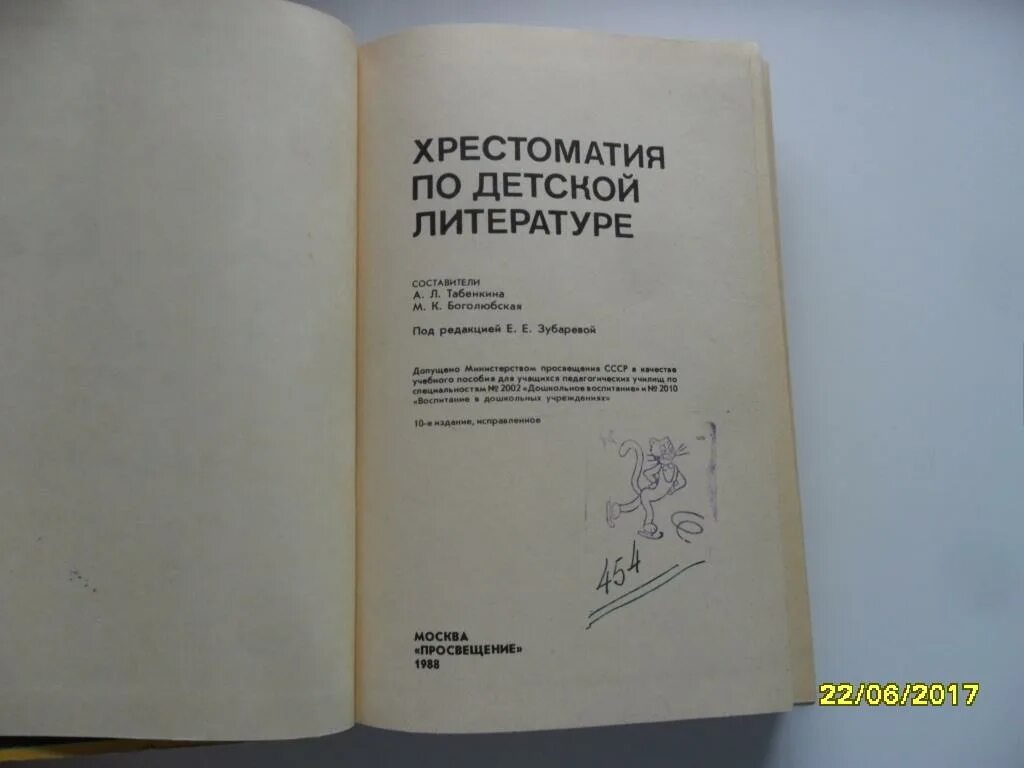 ХРЕСТОМАТИЯ
ПО ДЕТСКОЙ
ЛИТЕРАТУРЕ
СОСТАВИТЕЛИ
А. Л. Табенкина
М. К. Боголюбская
Под редакцией Е. Е. Зубаревой
Допущено Министерством просвещения СССР в качестве
учебного пособия для учащихся педагогических училищ по
специальностям № 2002 «Дошкольное воспитание» и № 2010
«Воспитание в дошкольных учреждениях»
10-е издание, исправленное
454
МОСКВА
«ПРОСВЕЩЕНИЕ»
1988
22/06/2017